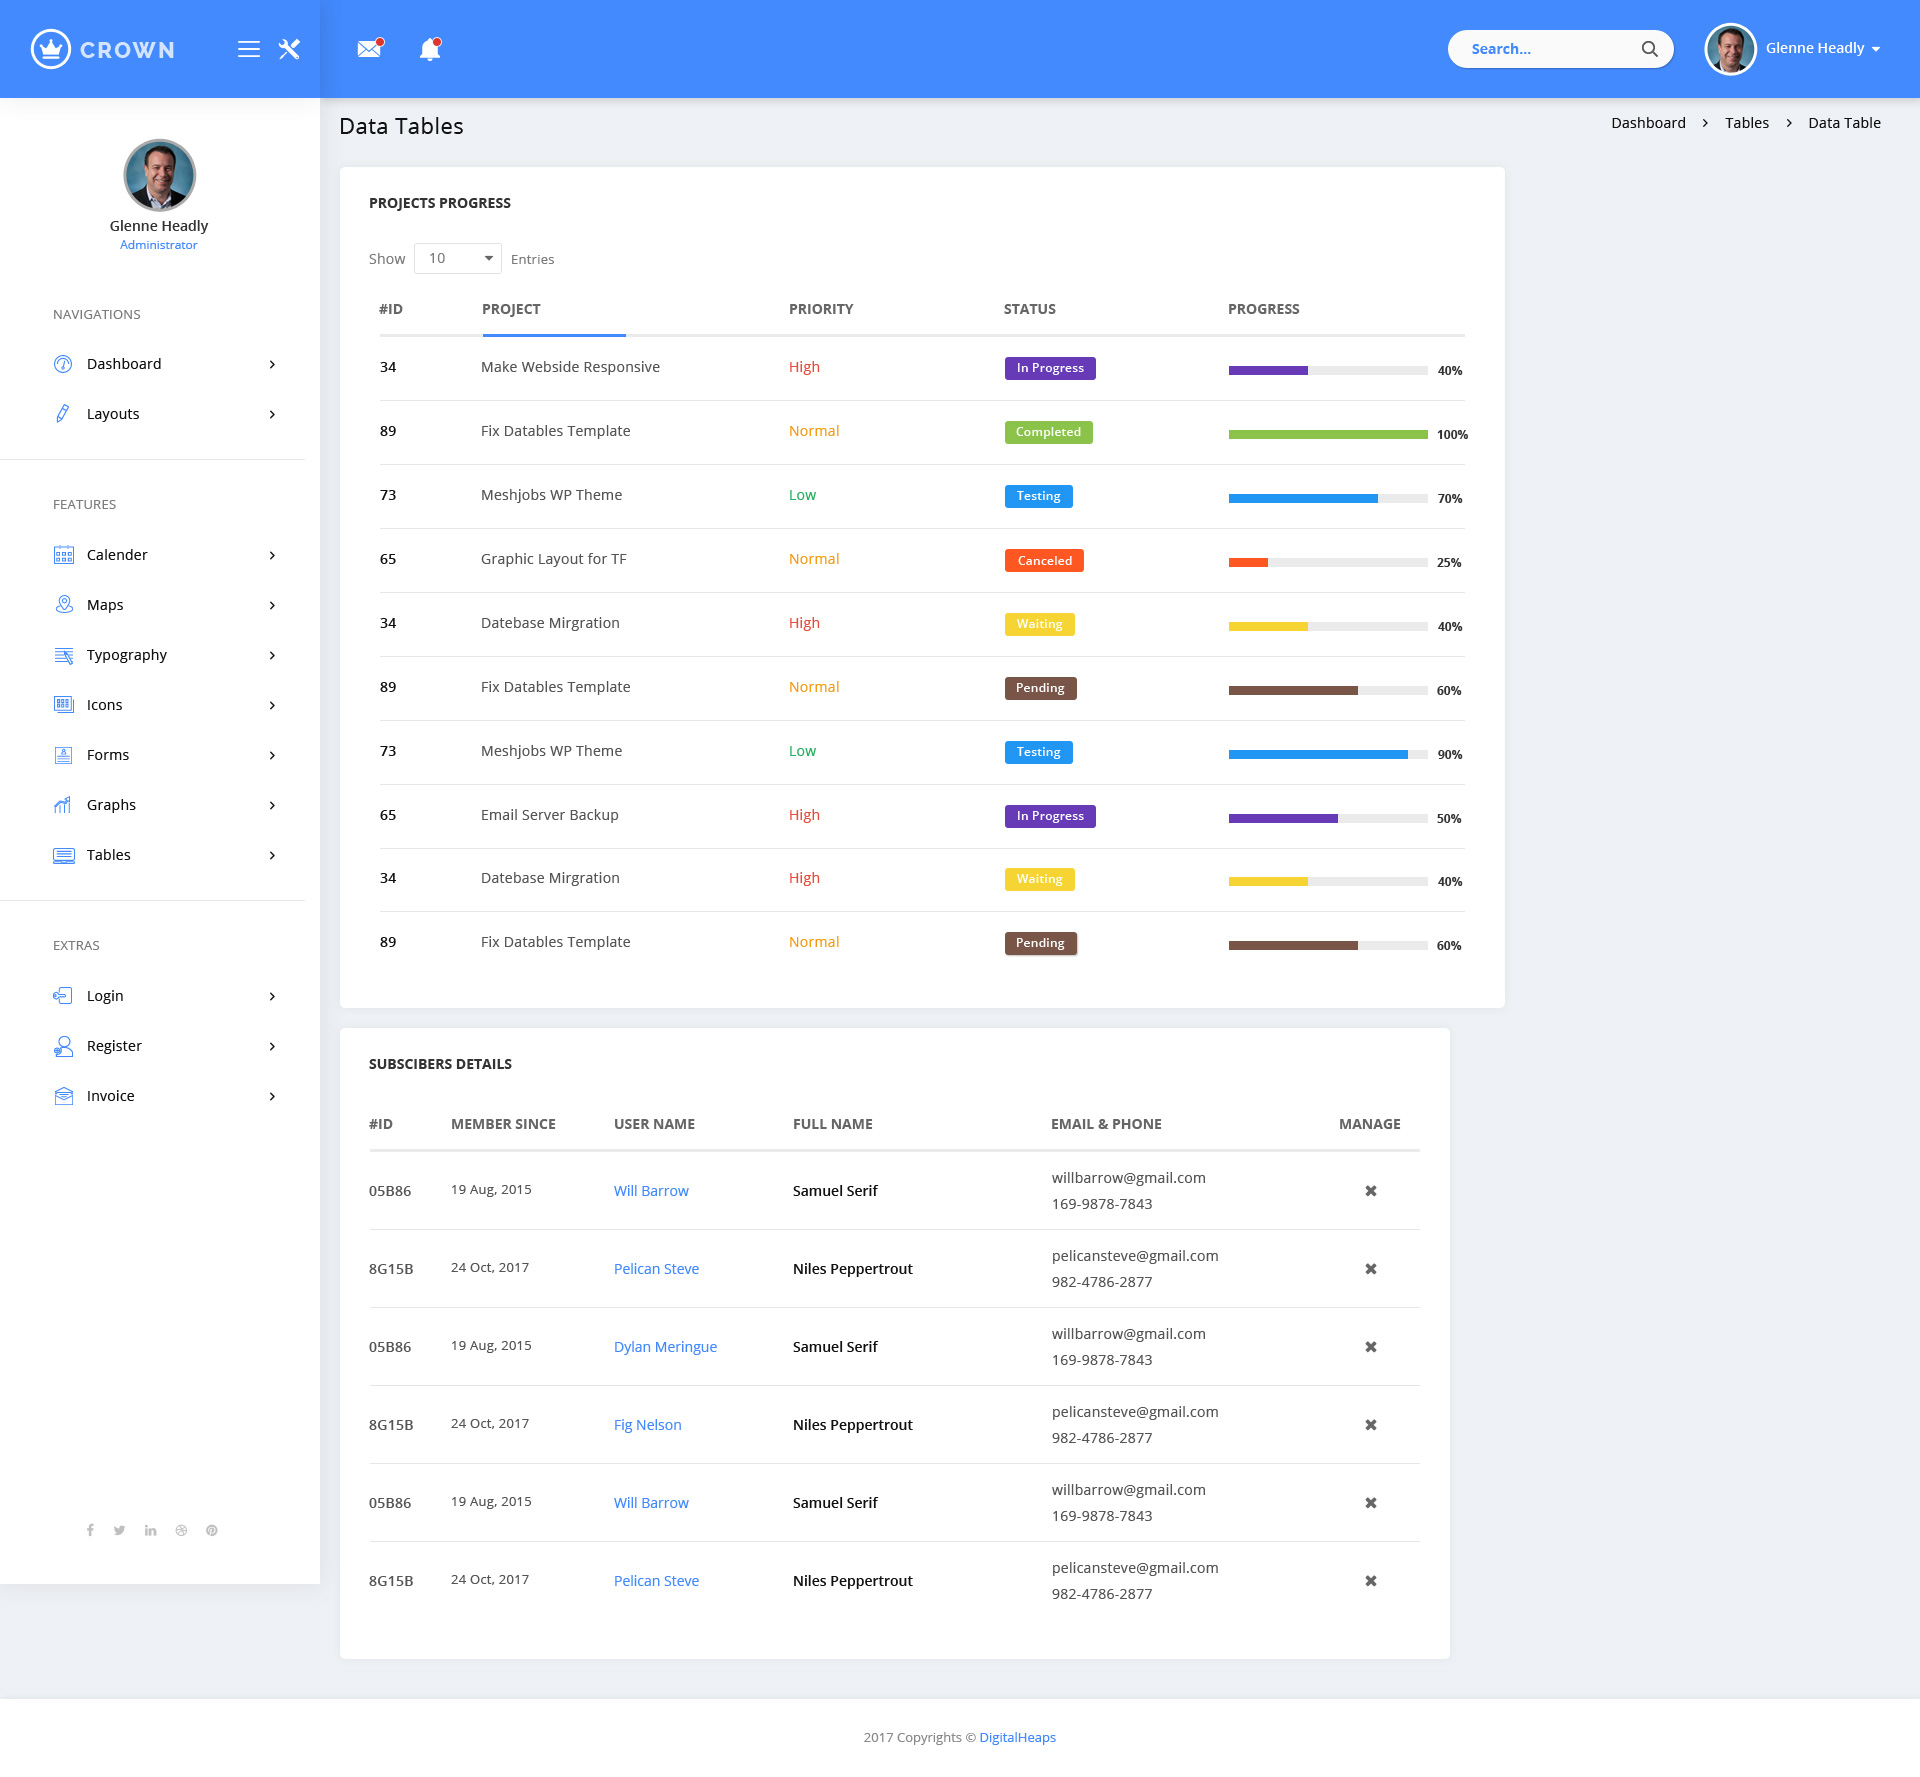 CROWN
Search...
Glenne Headly
Glenne Headly
Administrator
NAVIGATIONS
Dashboard
Layouts
FEATURES
Calender
Maps
Typography
Icons
Forms
Graphs
Tables
EXTRAS
Login
Register
Invoice
Data Tables
Dashboard > Tables > Data Table
PROJECTS PROGRESS
Show 10 Entries
#ID PROJECT PRIORITY STATUS PROGRESS
34 Make Webside Responsive High In Progress 40%
89 Fix Datables Template Normal Completed 100%
73 Meshjobs WP Theme Low Testing 70%
65 Graphic Layout for TF Normal Canceled 25%
34 Datebase Mirgration High Waiting 40%
89 Fix Datables Template Normal Pending 60%
73 Meshjobs WP Theme Low Testing 90%
65 Email Server Backup High In Progress 50%
34 Datebase Mirgration High Waiting 40%
89 Fix Datables Template Normal Pending 60%
SUBSCIBERS DETAILS
#ID MEMBER SINCE USER NAME FULL NAME EMAIL & PHONE MANAGE
05B86 19 Aug, 2015 Will Barrow Samuel Serif willbarrow@gmail.com
169-9878-7843
8G15B 24 Oct, 2017 Pelican Steve Niles Peppertrout pelicansteve@gmail.com
982-4786-2877
05B86 19 Aug, 2015 Dylan Meringue Samuel Serif willbarrow@gmail.com
169-9878-7843
8G15B 24 Oct, 2017 Fig Nelson Niles Peppertrout pelicansteve@gmail.com
982-4786-2877
05B86 19 Aug, 2015 Will Barrow Samuel Serif willbarrow@gmail.com
169-9878-7843
8G15B 24 Oct, 2017 Pelican Steve Niles Peppertrout pelicansteve@gmail.com
982-4786-2877
2017 Copyrights © DigitalHeaps